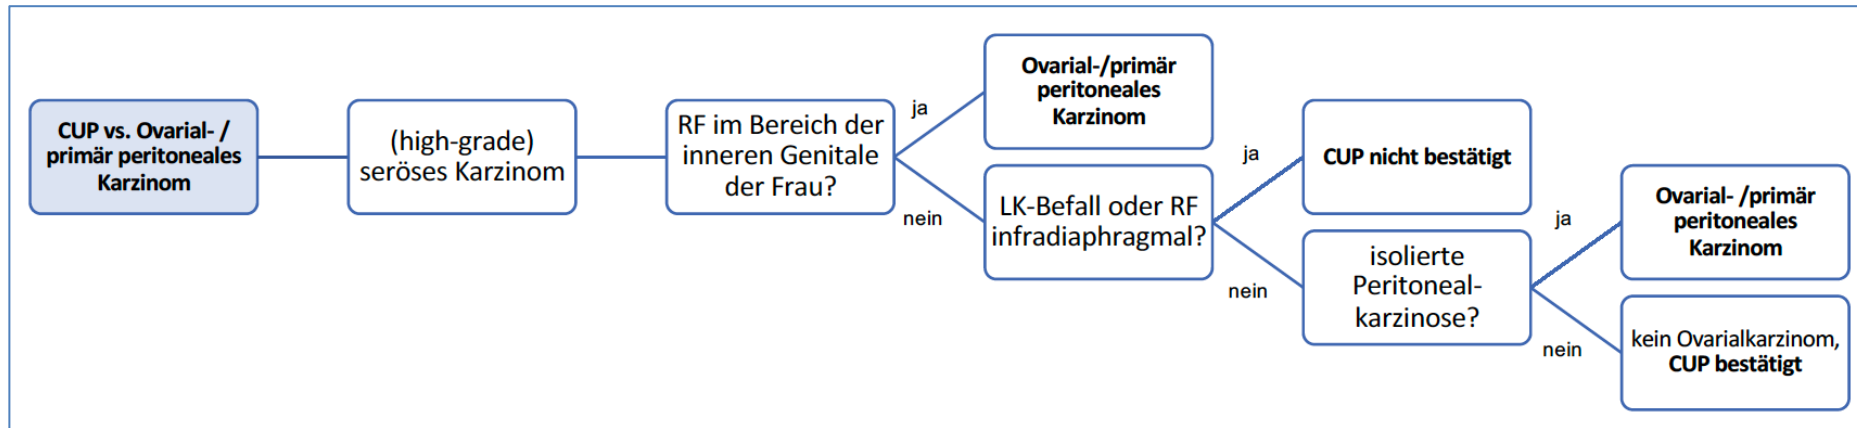 CUP vs. Ovarial- /
primär peritoneales
Karzinom
(high-grade)
seröses Karzinom
RF im Bereich der
inneren Genitale
der Frau?
ja
nein
Ovarial-/primär
peritoneales
Karzinom
LK-Befall oder RF
infradiaphragmal?
ja
nein
CUP nicht bestätigt
isolierte
Peritoneal-
karzinose?
ja
nein
Ovarial- /primär
peritoneales
Karzinom
kein Ovarialkarzinom,
CUP bestätigt